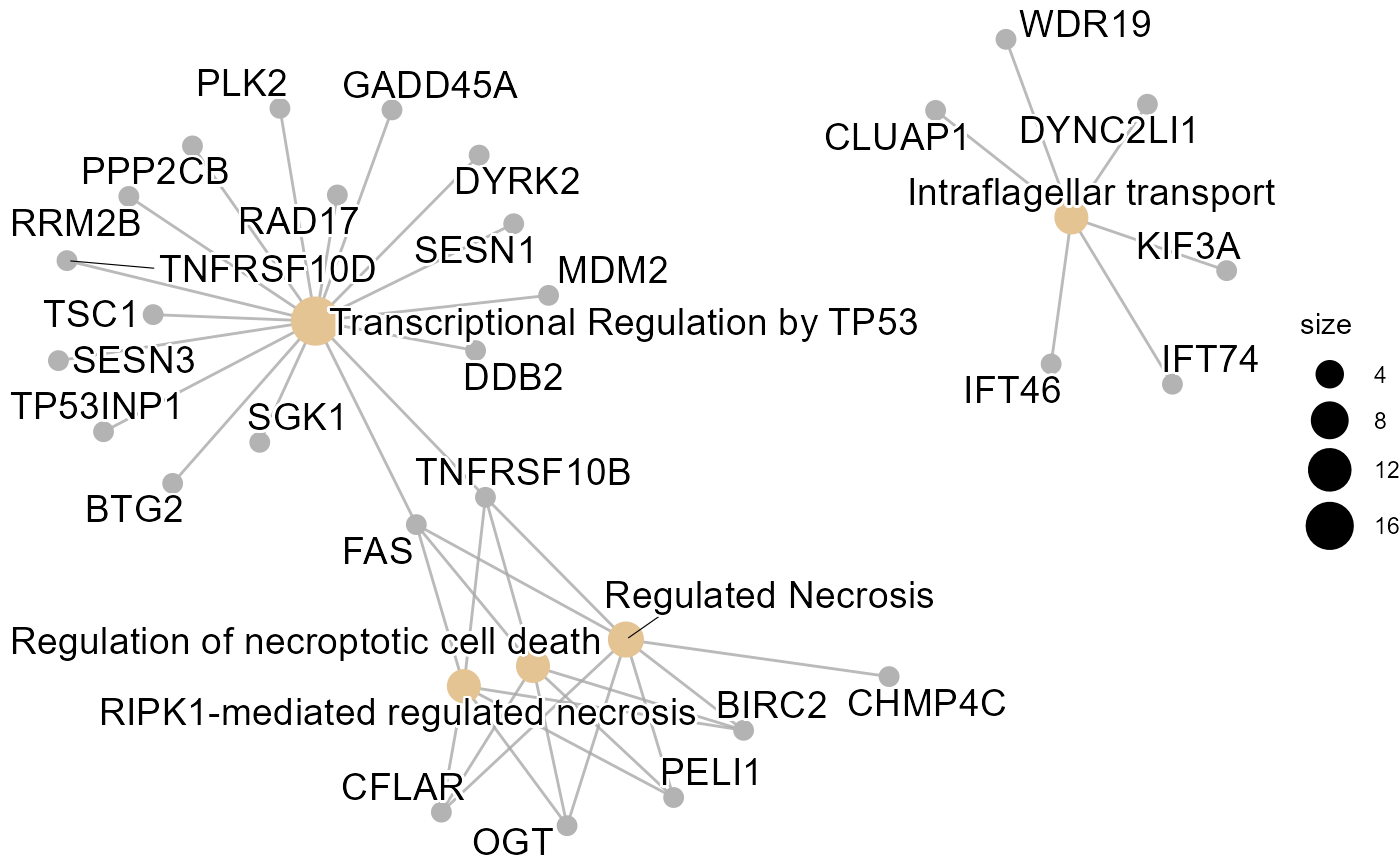 WDR19
PLK2
GADD45A
CLUAP1
DYNC2LI1
PPP2CB
DYRK2
Intraflagellar transport
RRM2B
RAD17
SESN1
KIF3A
TNFRSF10D
MDM2
TSC1
Transcriptional Regulation by TP53
size
SESN3
DDB2
IFT74
4
TP53INP1
SGK1
IFT46
8
TNFRSF10B
12
BTG2
16
FAS
Regulated Necrosis
Regulation of necroptotic cell death
RIPK1-mediated regulated necrosis
BIRC2
CHMP4C
CFLAR
PELI1
OGT